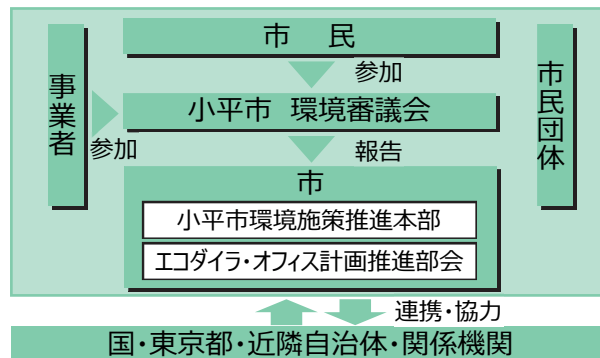 市 民
参加
事業者
参加
小平市 環境審議会
市民団体
報告
市
小平市環境施策推進本部
エコダイラ・オフィス計画推進部会
連携・協力
国・東京都・近隣自治体・関係機関